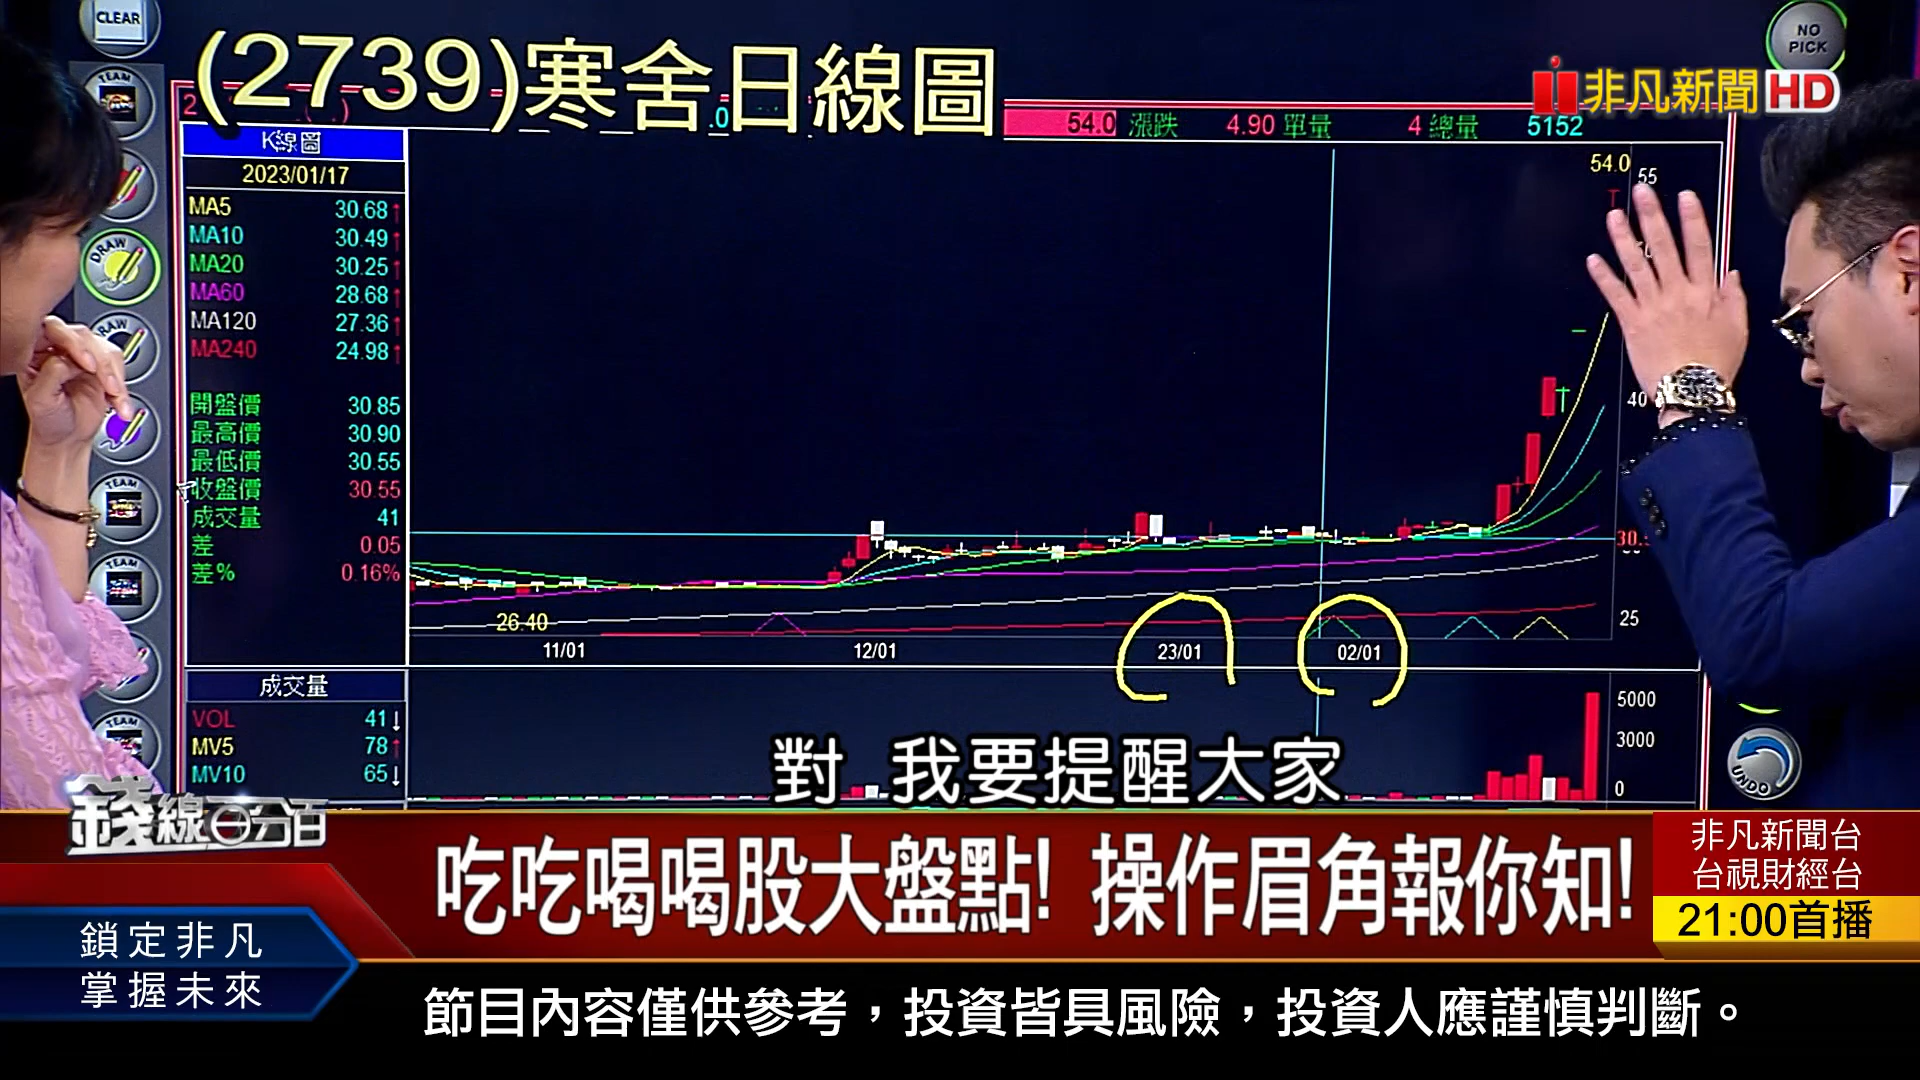 CLEAR
(2739)寒舍日線圖
NO
PICK
非凡新聞HD
54.0 漲跌 4.90 單量 4 總量 5152
K線圖
2023/01/17
MA5 30.68↑
MA10 30.49↑
MA20 30.25↑
MA60 28.68↑
MA120 27.36↑
MA240 24.98↑
開盤價 30.85
最高價 30.90
最低價 30.55
收盤價 30.55
成交量 41
差 0.05
差% 0.16%
54.0
55
40
25
26.40
11/01
12/01
23/01
02/01
TEAM
DRAW
TEAM
TEAM
TEAM
成交量
VOL 41↓
MV5 78↑
MV10 65↓
5000
3000
0
UNDO
對 我要提醒大家
錢線百分百
吃吃喝喝股大盤點! 操作眉角報你知!
非凡新聞台
台視財經台
21:00首播
鎖定非凡
掌握未來
節目內容僅供參考，投資皆具風險，投資人應謹慎判斷。